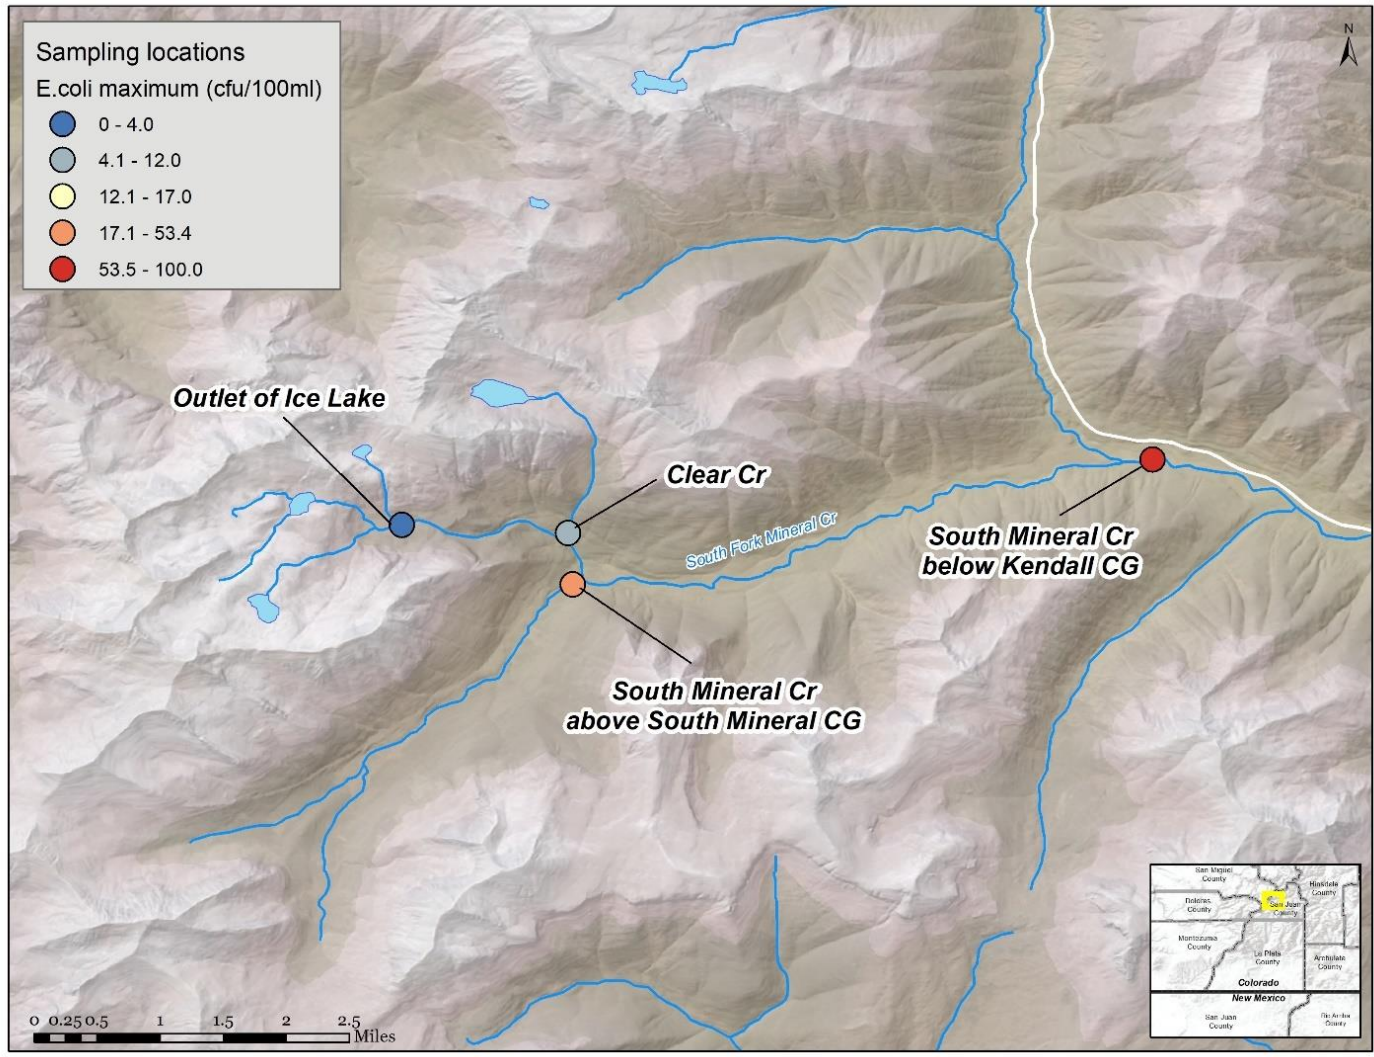 Sampling locations
E.coli maximum (cfu/100ml)
0 - 4.0
4.1 - 12.0
12.1 - 17.0
17.1 - 53.4
53.5 - 100.0
N
Outlet of Ice Lake
Clear Cr
South Fork Mineral Cr
South Mineral Cr
below Kendall CG
South Mineral Cr
above South Mineral CG
San Miguel
County
Hinsdale
County
Dolores
County
San Juan
County
Montezuma
County
La Plata
County
Archuleta
County
Colorado
New Mexico
San Juan
County
Rio Arriba
County
0 0.25 0.5 1 1.5 2 2.5
Miles